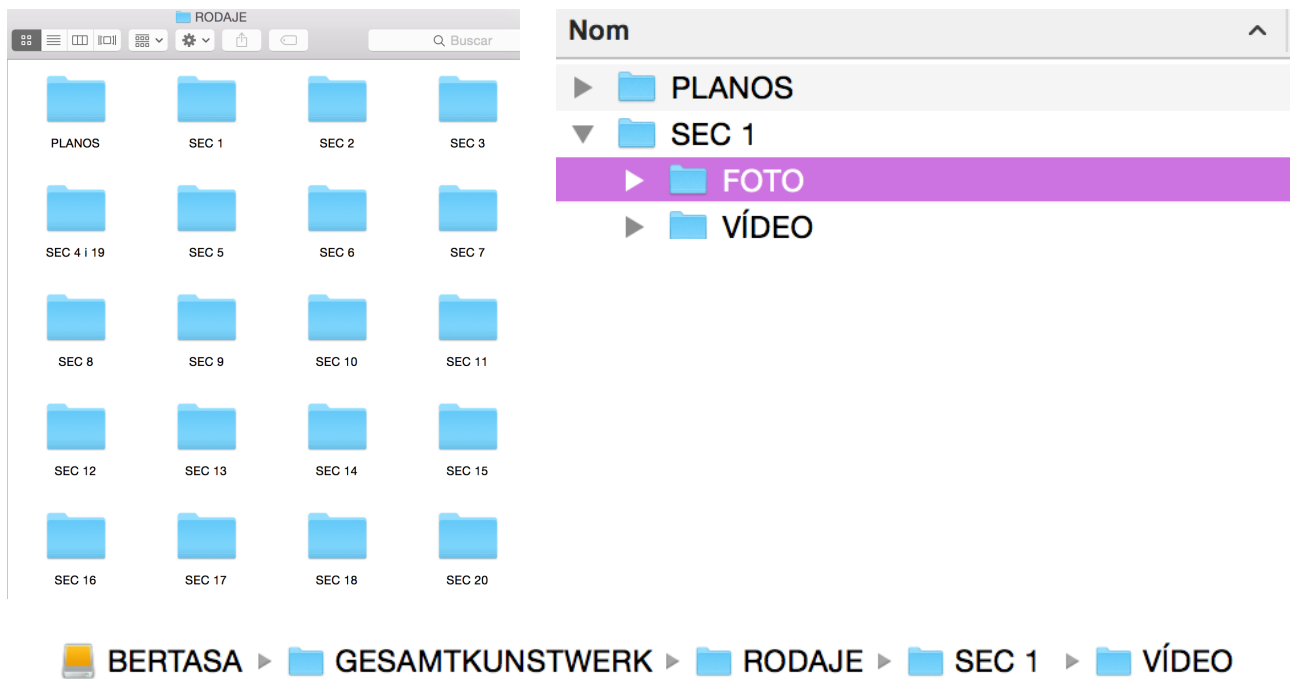 RODAJE
Buscar
PLANOS SEC 1 SEC 2 SEC 3
SEC 4 i 19 SEC 5 SEC 6 SEC 7
SEC 8 SEC 9 SEC 10 SEC 11
SEC 12 SEC 13 SEC 14 SEC 15
SEC 16 SEC 17 SEC 18 SEC 20
Nom
PLANOS
SEC 1
FOTO
VÍDEO
BERTASA GESAMTKUNSTWERK RODAJE SEC 1 VÍDEO